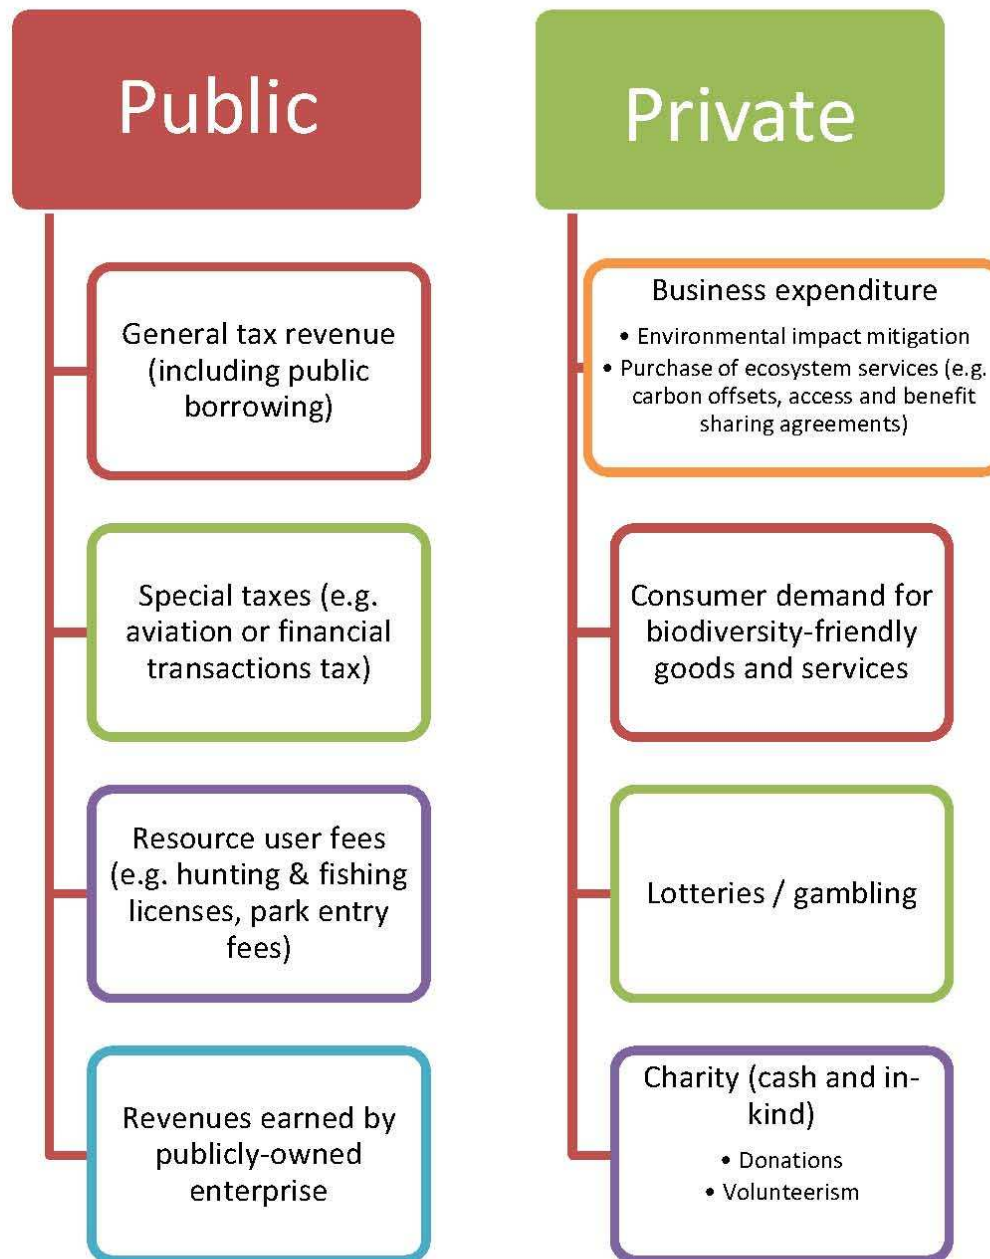 Public
General tax revenue
(including public
borrowing)
Special taxes (e.g.
aviation or financial
transactions tax)
Resource user fees
(e.g. hunting & fishing
licenses, park entry
fees)
Revenues earned by
publicly-owned
enterprise
Private
Business expenditure
• Environmental impact mitigation
• Purchase of ecosystem services (e.g.
carbon offsets, access and benefit
sharing agreements)
Consumer demand for
biodiversity-friendly
goods and services
Lotteries / gambling
Charity (cash and in-
kind)
• Donations
• Volunteerism